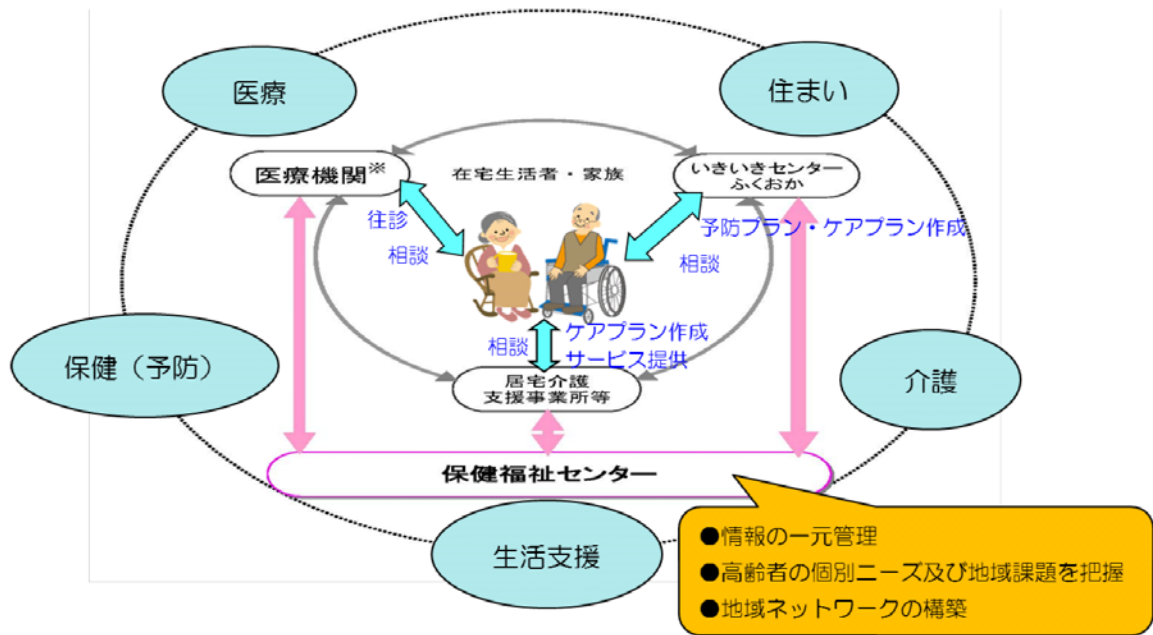 医療
住まい
医療機関※
在宅生活者・家族
いきいきセンター
ふくおか
往診
相談
予防プラン・ケアプラン作成
相談
相談
ケアプラン作成
サービス提供
保健（予防）
居宅介護
支援事業所等
介護
保健福祉センター
生活支援
●情報の一元管理
●高齢者の個別ニーズ及び地域課題を把握
●地域ネットワークの構築